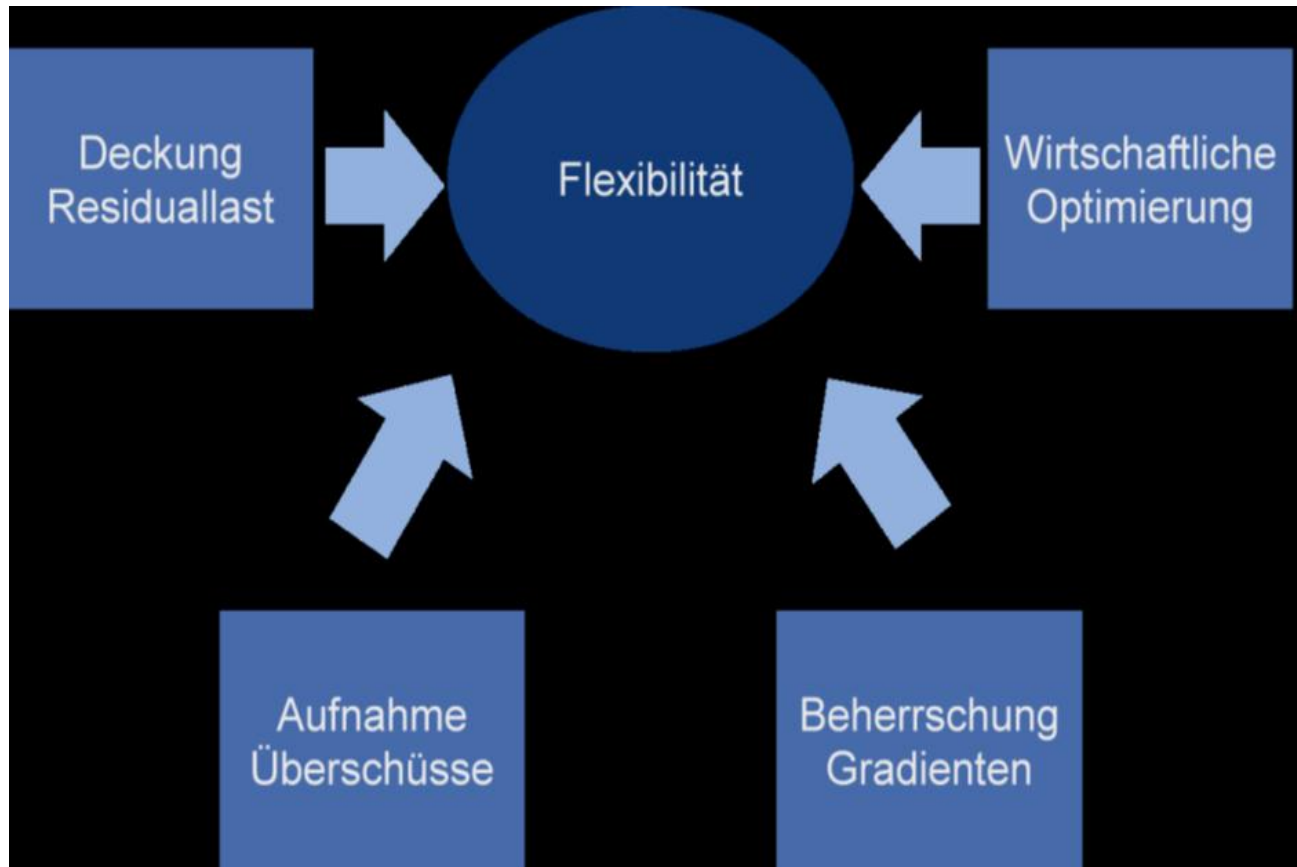 Deckung
Residuallast
Flexibilität
Wirtschaftliche
Optimierung
Aufnahme
Überschüsse
Beherrschung
Gradienten